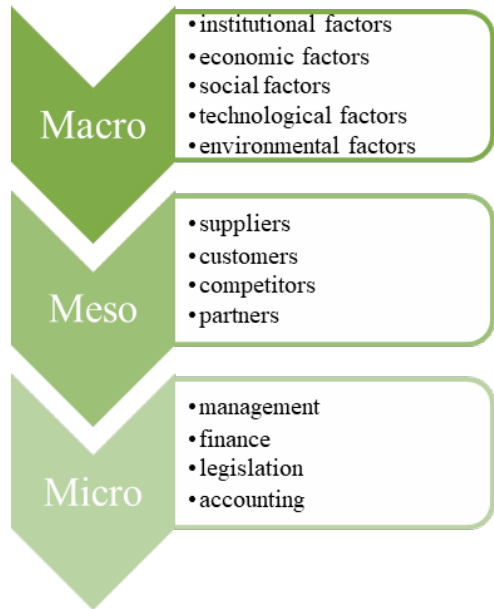 Macro
•institutional factors
•economic factors
•social factors
•technological factors
•environmental factors
Meso
•suppliers
•customers
•competitors
•partners
Micro
•management
•finance
•legislation
•accounting